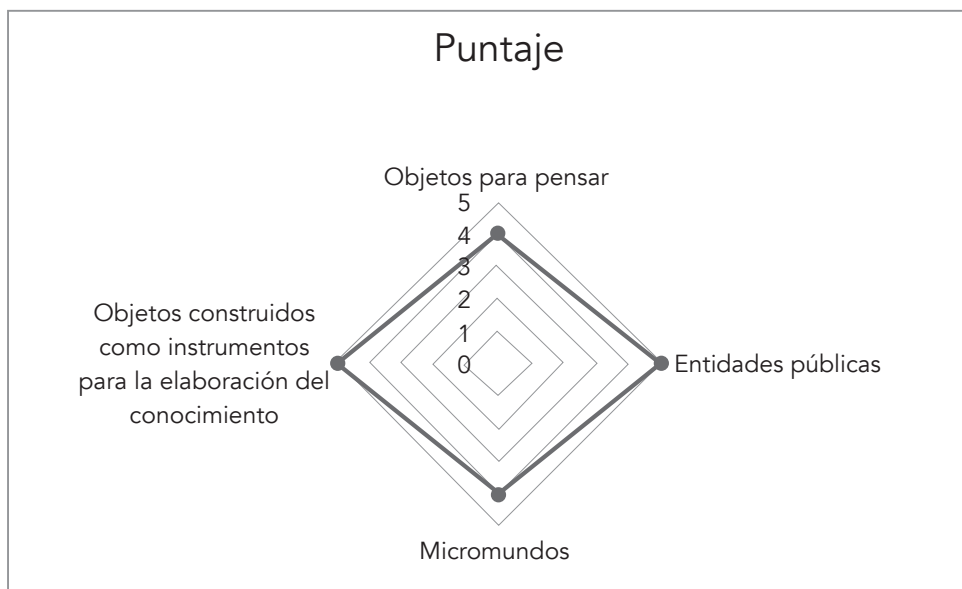 Puntaje
Objetos para pensar
5
4
3
2
1
0
Objetos construidos
como instrumentos
para la elaboración del
conocimiento
Entidades públicas
Micromundos